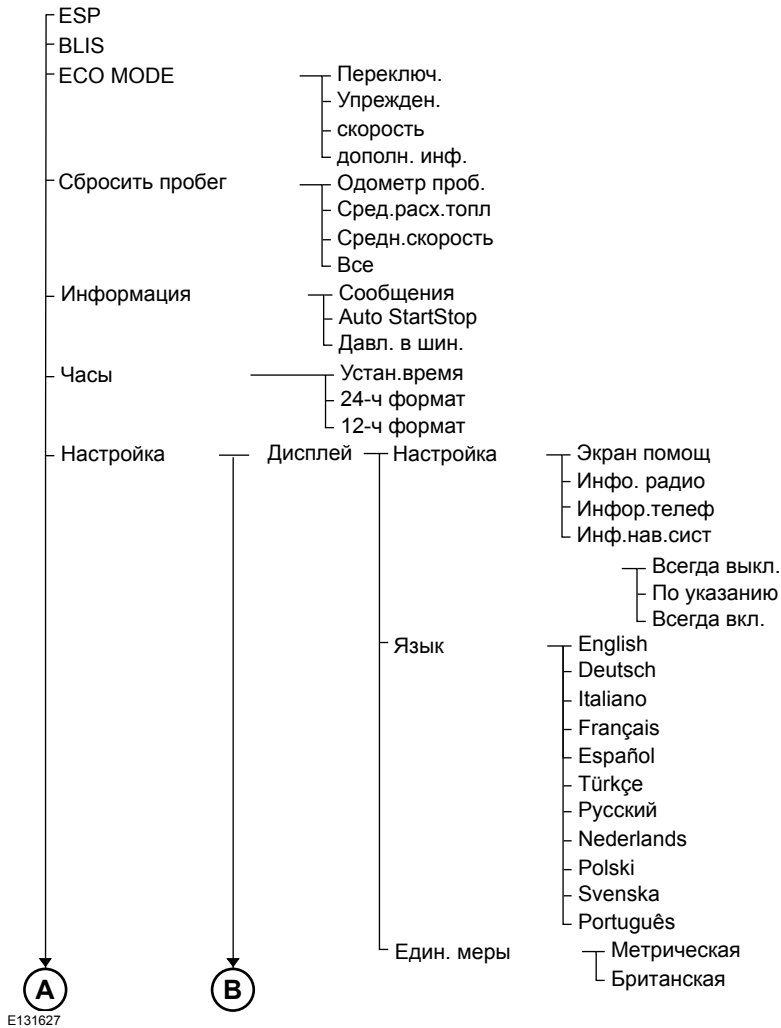 ESP
BLIS
ECO MODE
Переключ.
Упрежден.
скорость
дополн. инф.
Сбросить пробег
Одометр проб.
Сред.расх.топл
Средн.скорость
Все
Информация
Сообщения
Auto StartStop
Давл. в шин.
Часы
Устан.время
24-ч формат
12-ч формат
Настройка
Дисплей
Настройка
Экран помощ
Инфо. радио
Инфор.телеф
Инф.нав.сист
Всегда выкл.
По указанию
Всегда вкл.
Язык
English
Deutsch
Italiano
Français
Español
Türkçe
Русский
Nederlands
Polski
Svenska
Português
Един. меры
Метрическая
Британская
A
B
E131627